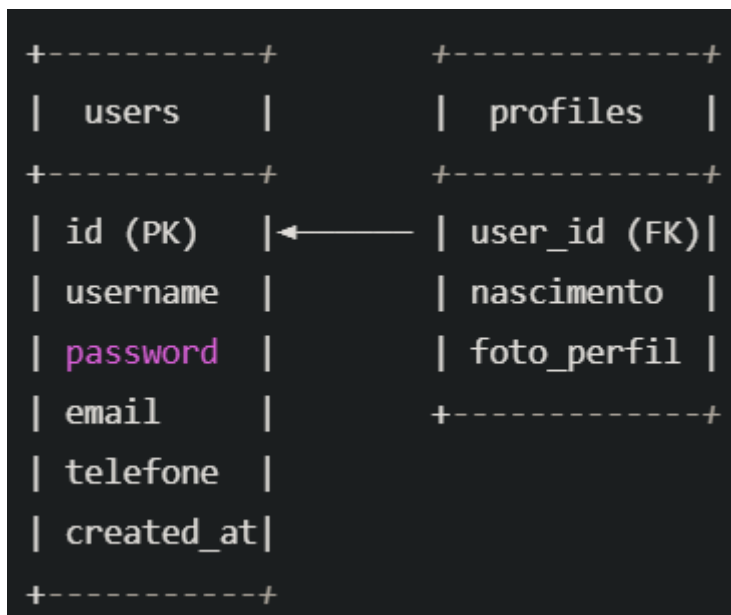 +-----------+ +-------------+
| users | | profiles |
+-----------+ +-------------+
| id (PK) |◄────── | user_id (FK)|
| username | | nascimento |
| password | | foto_perfil |
| email | +-------------+
| telefone |
| created_at|
+-----------+